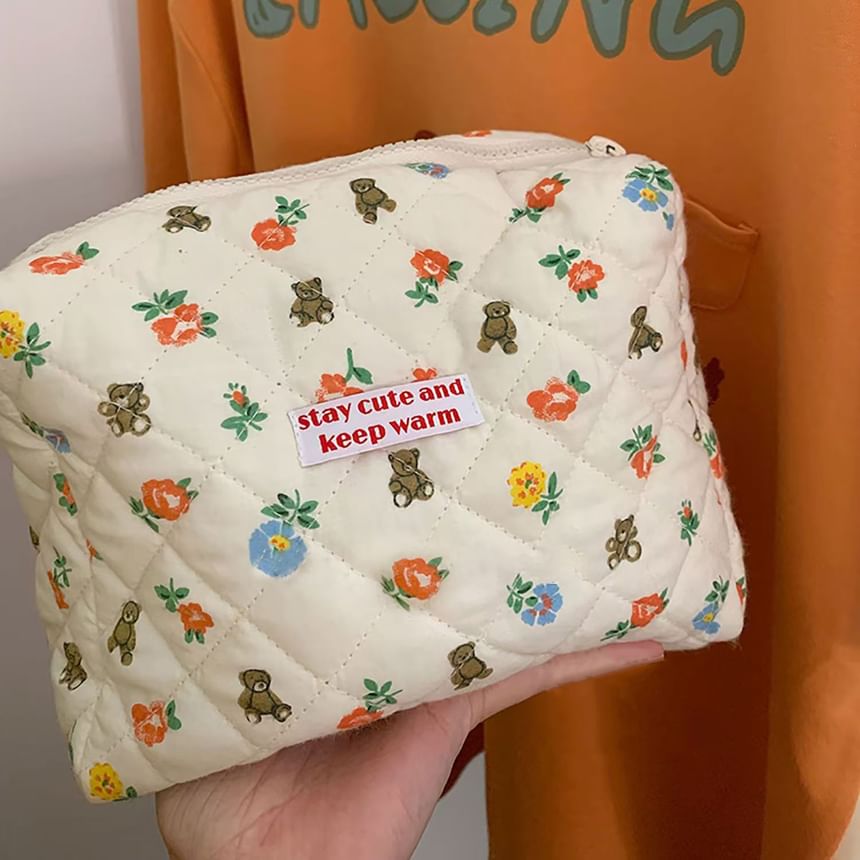 stay cute and
keep warm